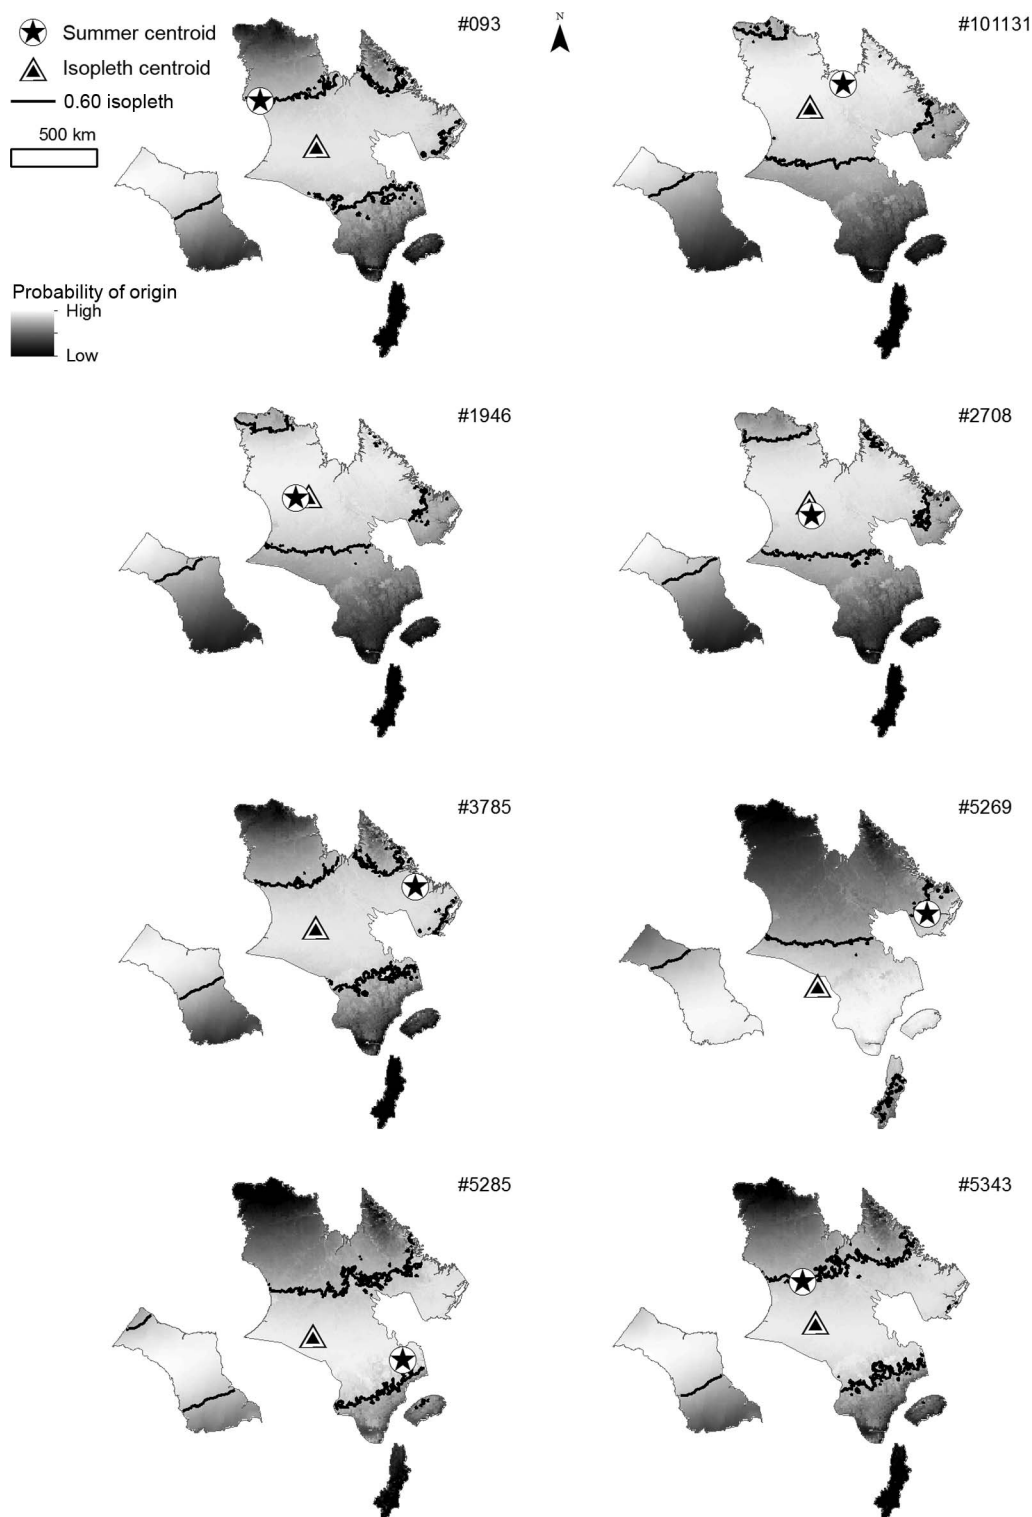 Summer centroid
Isopleth centroid
0.60 isopleth
500 km
Probability of origin
High
Low
#093
N
#101131
#1946
#2708
#3785
#5269
#5285
#5343